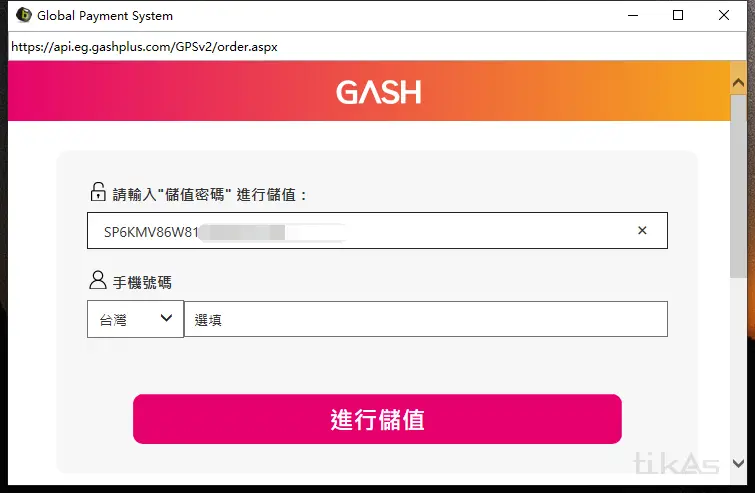 Global Payment System
https://api.eg.gashplus.com/GPSv2/order.aspx
GASH
請輸入"儲值密碼" 進行儲值：
SP6KMV86W81
手機號碼
台灣 選填
進行儲值
tikAs